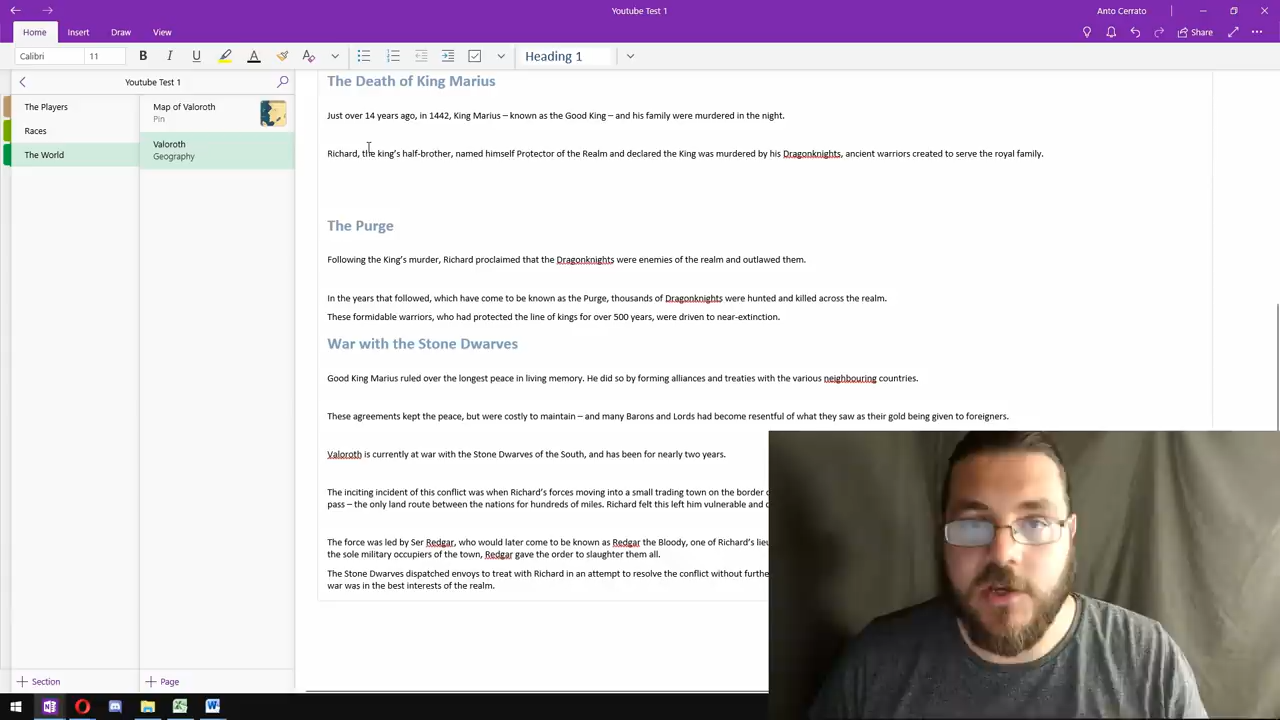 Youtube Test 1
Anto Cerrato
Home Insert Draw View
Share
Calibri 11 B I U A A Heading 1
Youtube Test 1
The Players
Races
The World
Map of Valoroth
Pin
Valoroth
Geography
The Death of King Marius
Just over 14 years ago, in 1442, King Marius – known as the Good King – and his family were murdered in the night.
Richard, the king's half-brother, named himself Protector of the Realm and declared the King was murdered by his Dragonknights, ancient warriors created to serve the royal family.
The Purge
Following the King's murder, Richard proclaimed that the Dragonknights were enemies of the realm and outlawed them.
In the years that followed, which have come to be known as the Purge, thousands of Dragonknights were hunted and killed across the realm.
These formidable warriors, who had protected the line of kings for over 500 years, were driven to near-extinction.
War with the Stone Dwarves
Good King Marius ruled over the longest peace in living memory. He did so by forming alliances and treaties with the various neighbouring countries.
These agreements kept the peace, but were costly to maintain – and many Barons and Lords had become resentful of what they saw as their gold being given to foreigners.
Valoroth is currently at war with the Stone Dwarves of the South, and has been for nearly two years.
The inciting incident of this conflict was when Richard's forces moving into a small trading town on the border
pass – the only land route between the nations for hundreds of miles. Richard felt this left him vulnerable and
The force was led by Ser Redgar, who would later come to be known as Redgar the Bloody, one of Richard's
the sole military occupiers of the town, Redgar gave the order to slaughter them all.
The Stone Dwarves dispatched envoys to treat with Richard in an attempt to resolve the conflict without
war was in the best interests of the realm.
+ Section
+ Page